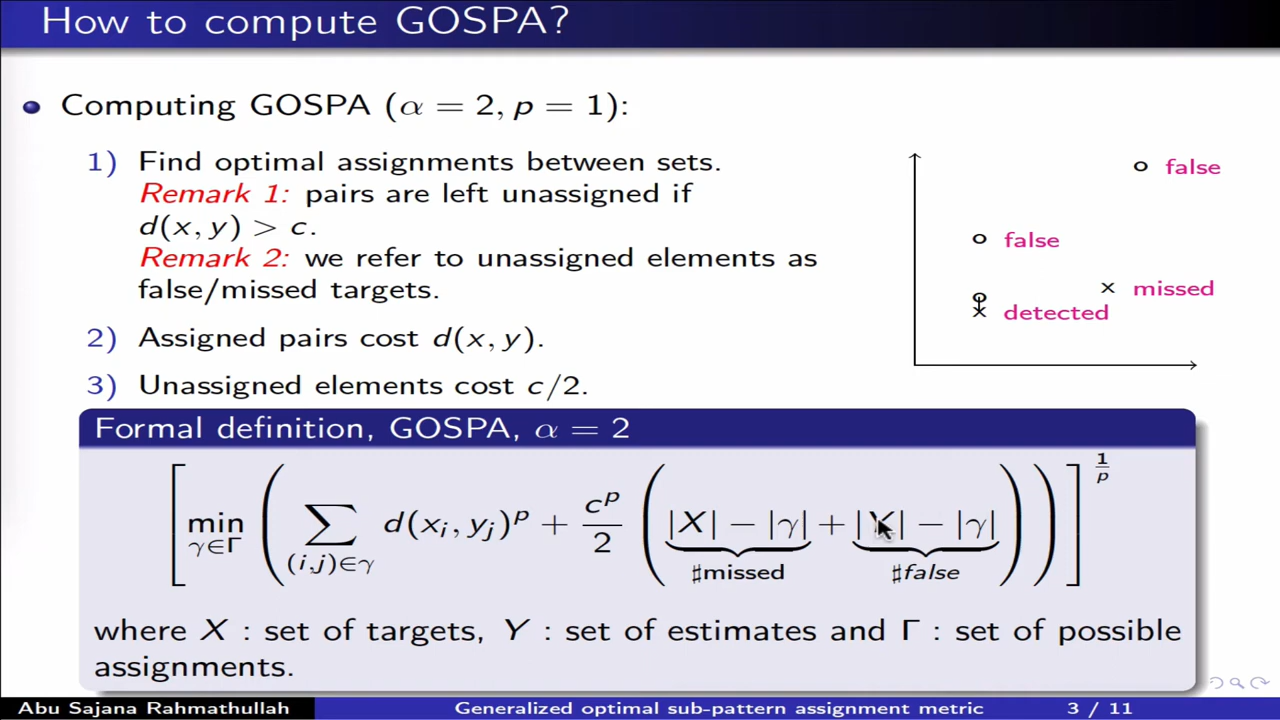 How to compute GOSPA?
Computing GOSPA (α = 2, p = 1):
1) Find optimal assignments between sets.
Remark 1: pairs are left unassigned if
d(x, y) > c.
Remark 2: we refer to unassigned elements as
false/missed targets.
2) Assigned pairs cost d(x, y).
3) Unassigned elements cost c/2.
false
false
missed
detected
Formal definition, GOSPA, α = 2
[min_{γ∈Γ} (∑_{(i,j)∈γ} d(x_i, y_j)^p + c^p/2 (|X| − |γ| + |Y| − |γ|))]^{1/p}
♯missed ♯false
where X : set of targets, Y : set of estimates and Γ : set of possible
assignments.
Abu Sajana Rahmathullah Generalized optimal sub-pattern assignment metric 3 / 11